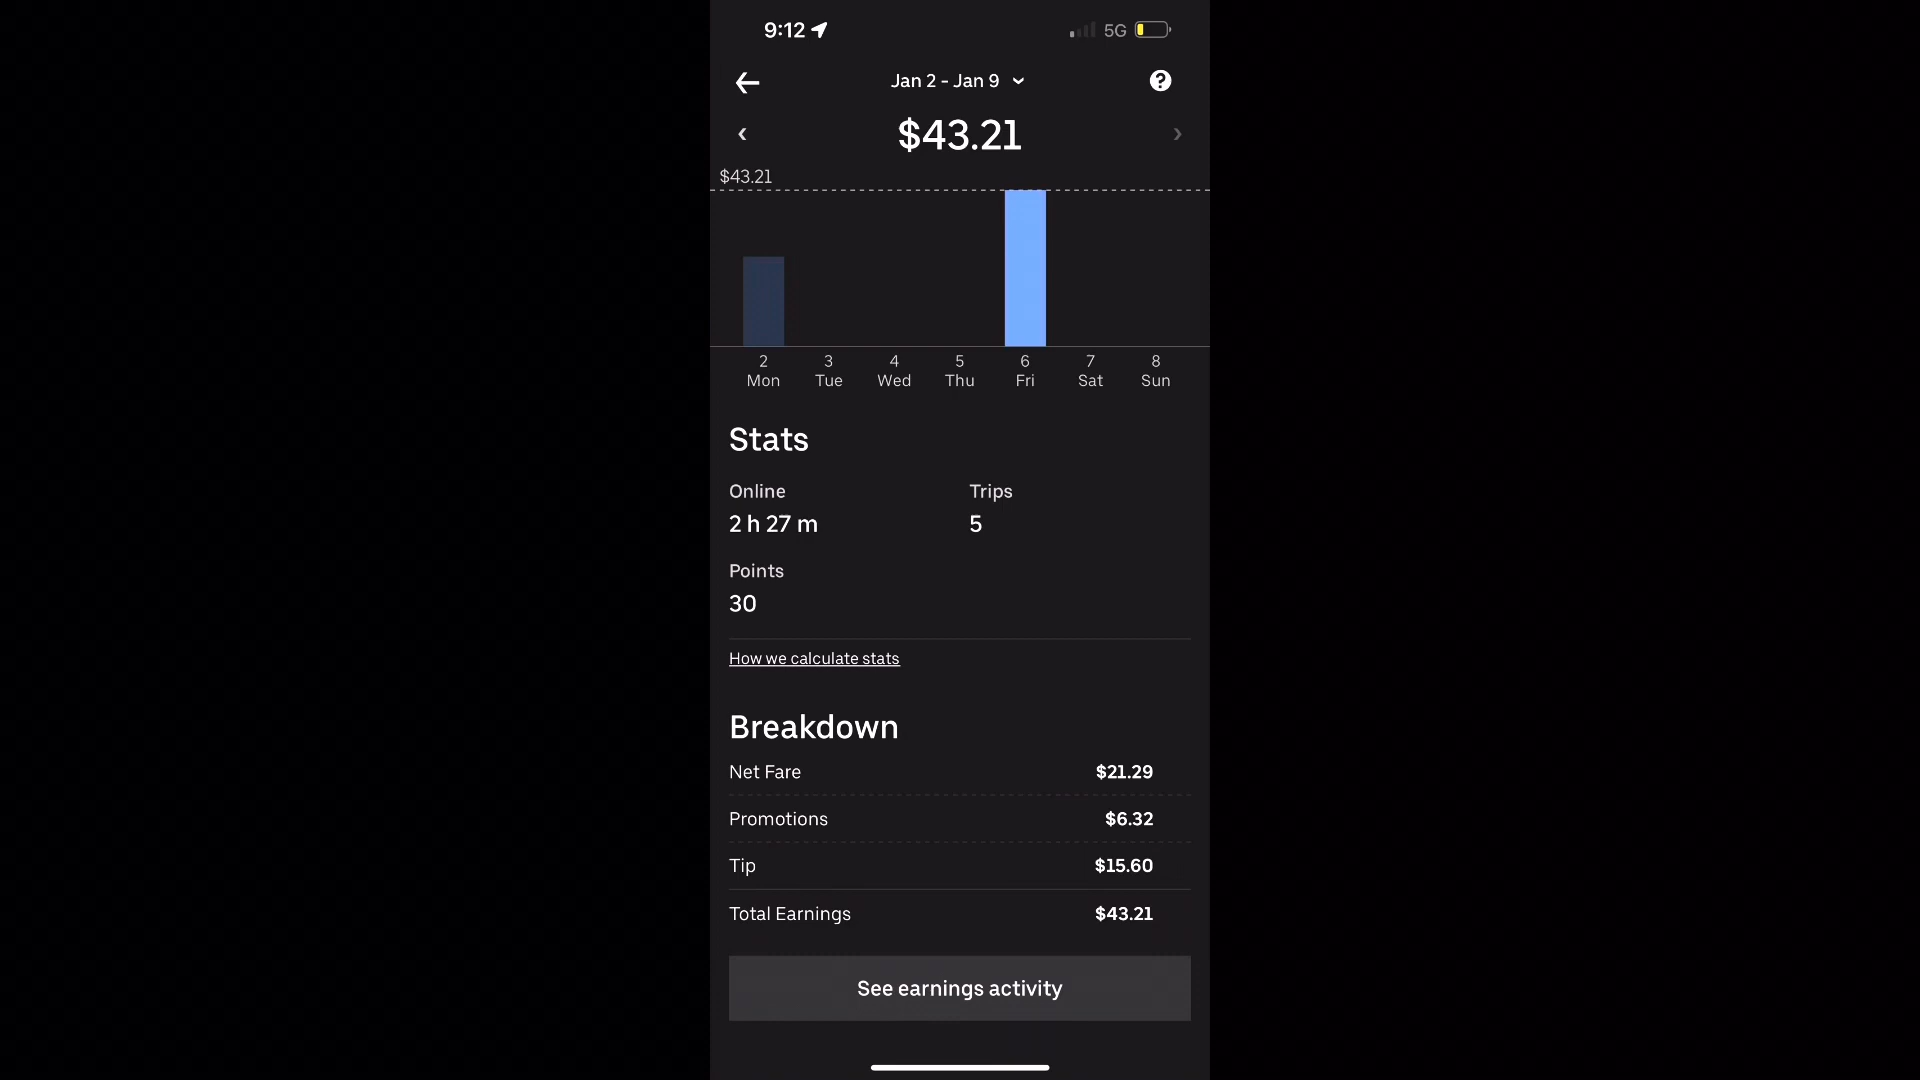 9:12 5G
Jan 2 - Jan 9
$43.21
$43.21
2 3 4 5 6 7 8
Mon Tue Wed Thu Fri Sat Sun
Stats
Online Trips
2 h 27 m 5
Points
30
How we calculate stats
Breakdown
Net Fare $21.29
Promotions $6.32
Tip $15.60
Total Earnings $43.21
See earnings activity